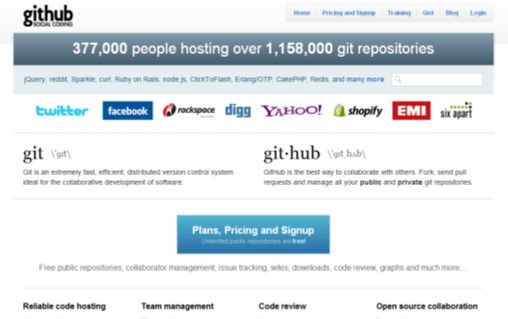 github
SOCIAL CODING
Home Pricing and Signup Training Gist Blog Login
377,000 people hosting over 1,158,000 git repositories
jQuery, reddit, Sparkle, curl, Ruby on Rails, node.js, ClickToFlash, Erlang/OTP, CakePHP, Redis, and many more
twitter facebook rackspace digg YAHOO! shopify EMI six apart
git \'git\
Git is an extremely fast, efficient, distributed version control system
ideal for the collaborative development of software.
git·hub \'git,həb\
GitHub is the best way to collaborate with others. Fork, send pull
requests and manage all your public and private git repositories.
Plans, Pricing and Signup
Unlimited public repositories are free!
Free public repositories, collaborator management, issue tracking, wikis, downloads, code review, graphs and much more...
Reliable code hosting Team management Code review Open source collaboration